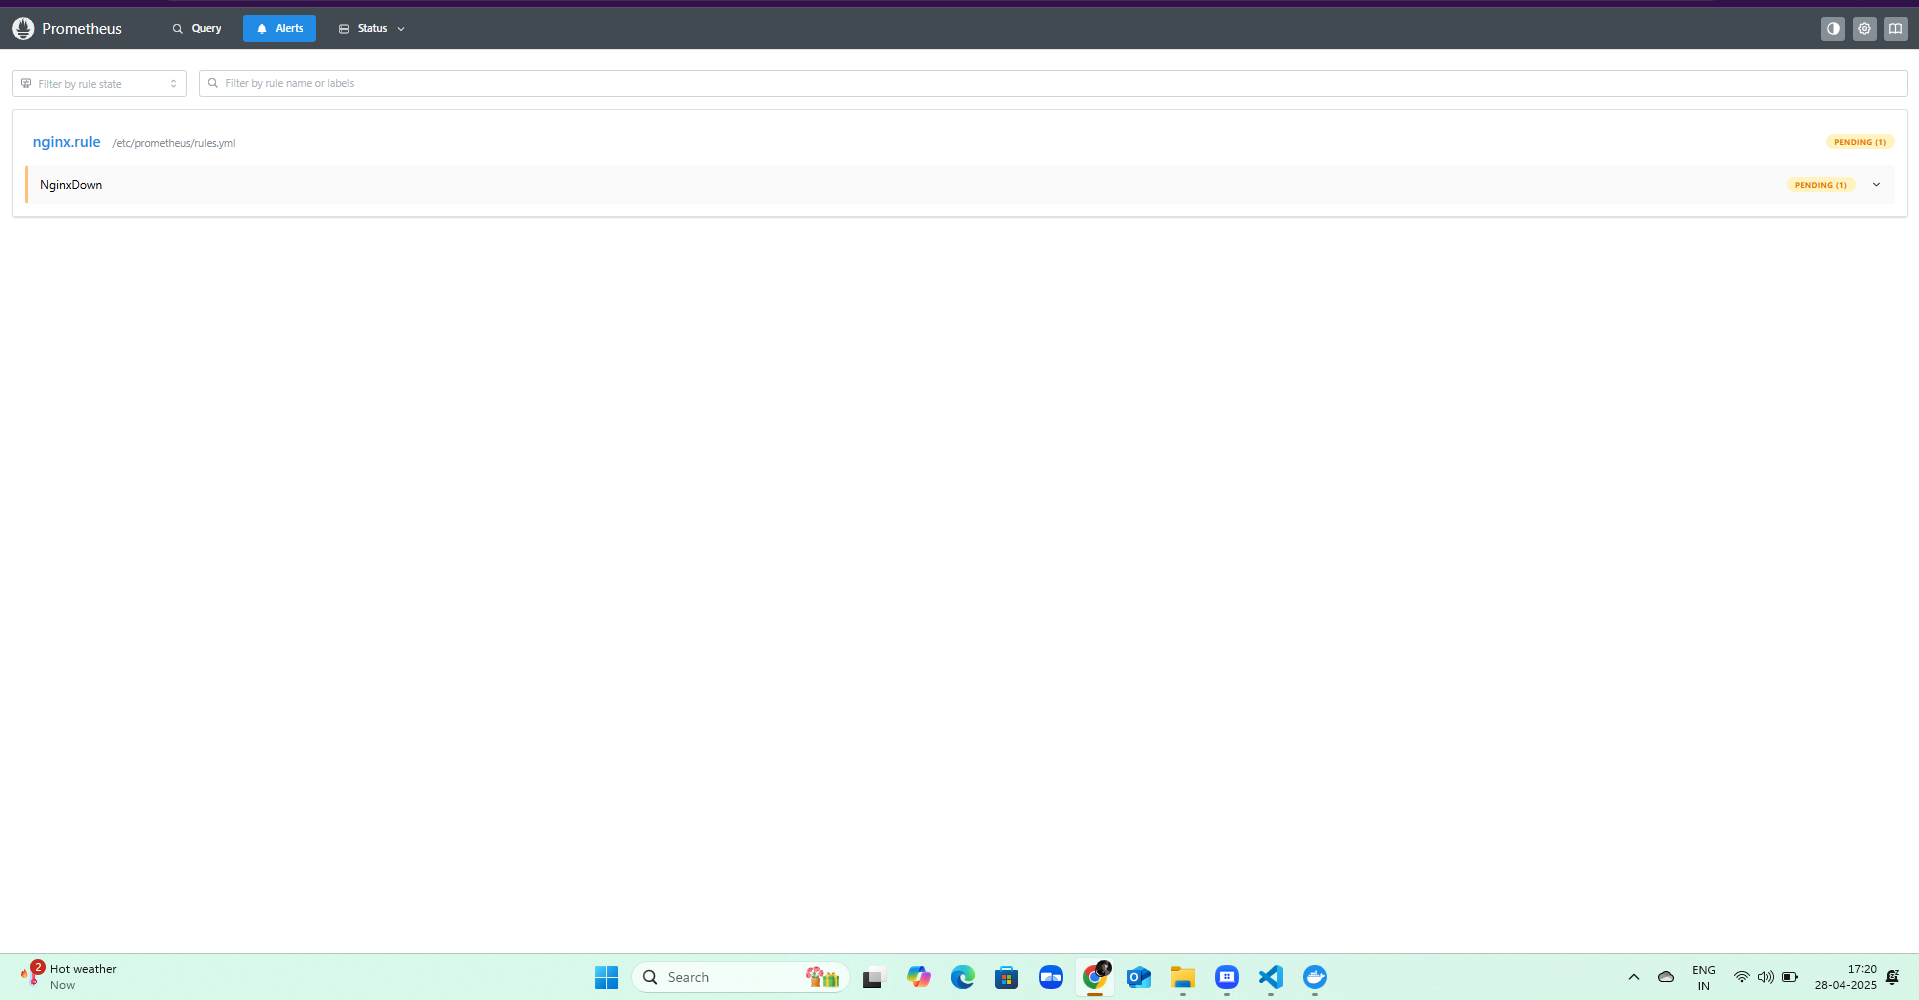 Prometheus
Query
Alerts
Status
Filter by rule state
Filter by rule name or labels
nginx.rule /etc/prometheus/rules.yml
PENDING (1)
NginxDown
PENDING (1)
2
Hot weather
Now
Search
ENG
IN
17:20
28-04-2025